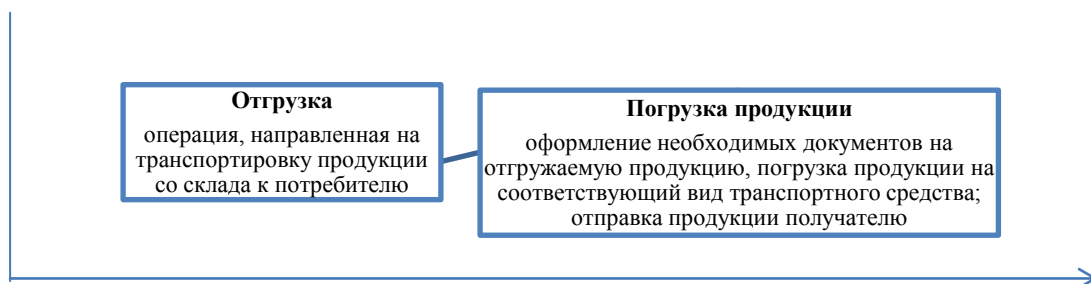 Отгрузка
операция, направленная на
транспортировку продукции
со склада к потребителю
Погрузка продукции
оформление необходимых документов на
отгружаемую продукцию, погрузка продукции на
соответствующий вид транспортного средства;
отправка продукции получателю